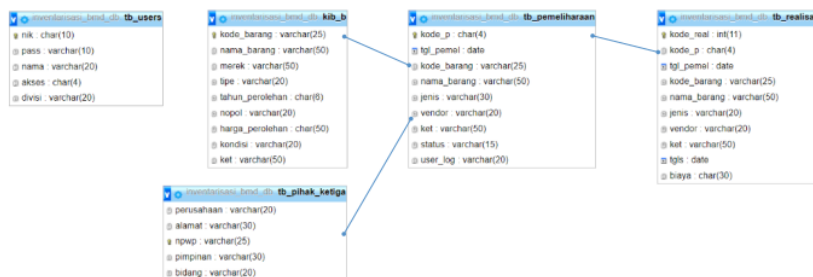 inventarisasi_bmd_db tb_users
nik : char(10)
pass : varchar(10)
nama : varchar(20)
akses : char(4)
divisi : varchar(20)
inventarisasi_bmd_db kib_b
kode_barang : varchar(25)
nama_barang : varchar(50)
merek : varchar(50)
tipe : varchar(20)
tahun_perolehan : char(6)
nopol : varchar(20)
harga_perolehan : char(50)
kondisi : varchar(20)
ket : varchar(50)
inventarisasi_bmd_db tb_pemeliharaan
kode_p : char(4)
tgl_pemel : date
kode_barang : varchar(25)
nama_barang : varchar(50)
jenis : varchar(30)
vendor : varchar(20)
ket : varchar(50)
status : varchar(15)
user_log : varchar(20)
inventarisasi_bmd_db tb_realisa
kode_real : int(11)
kode_p : char(4)
tgl_pemel : date
kode_barang : varchar(25)
nama_barang : varchar(50)
jenis : varchar(20)
vendor : varchar(20)
ket : varchar(50)
tgls : date
biaya : char(30)
inventarisasi_bmd_db tb_pihak_ketiga
perusahaan : varchar(20)
alamat : varchar(30)
npwp : varchar(25)
pimpinan : varchar(30)
bidang : varchar(20)